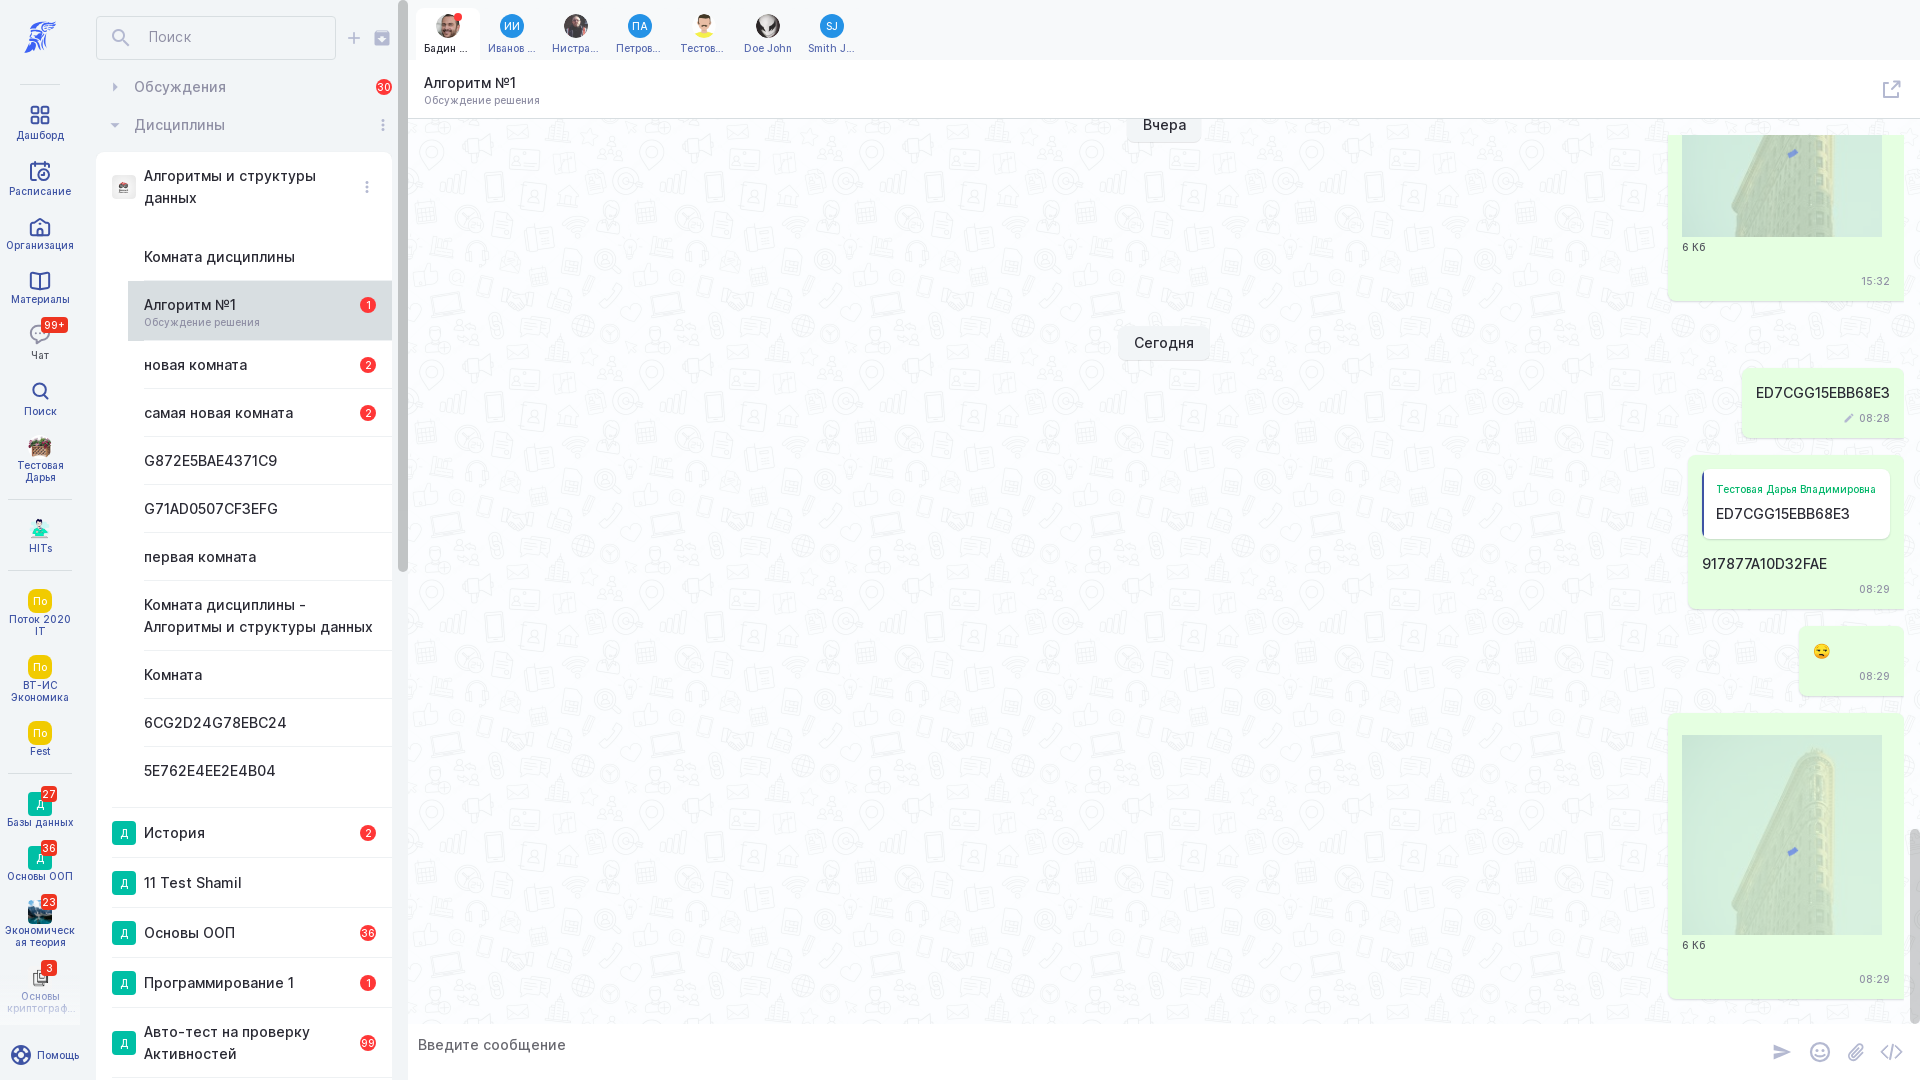 Дашборд
Расписание
Организация
Материалы
99+
Чат
Поиск
Тестовая
Дарья
HITs
По
Поток 2020
IT
По
ВТ-ИС
Экономика
По
Fest
27
Д
Базы данных
36
Д
Основы ООП
23
Экономическ
ая теория
3
Основы
криптограф...
Помощь
Поиск
Обсуждения
30
Дисциплины
Алгоритмы и структуры
данных
Комната дисциплины
Алгоритм №1
1
Обсуждение решения
новая комната
2
самая новая комната
2
G872E5BAE4371C9
G71AD0507CF3EFG
первая комната
Комната дисциплины -
Алгоритмы и структуры данных
Комната
6CG2D24G78EBC24
5E762E4EE2E4B04
Д История 2
Д 11 Test Shamil
Д Основы ООП 36
Д Программирование 1 1
Д Авто-тест на проверку
Активностей 99
Бадин ...
ИИ
Иванов ...
Нистра...
ПА
Петров...
Тестов...
Doe John
SJ
Smith J...
Алгоритм №1
Обсуждение решения
Вчера
6 Кб
15:32
Сегодня
ED7CGG15EBB68E3
08:28
Тестовая Дарья Владимировна
ED7CGG15EBB68E3
917877A10D32FAE
08:29
08:29
6 Кб
08:29
Введите сообщение